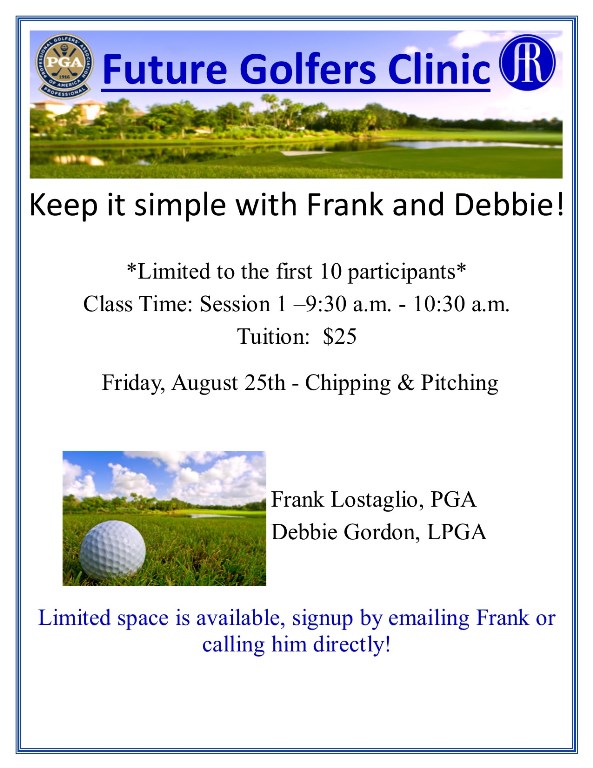 PROFESSIONAL GOLFERS ASSOCIATION
PGA
1916
OF AMERICA
PROFESSIONAL
Future Golfers Clinic
Keep it simple with Frank and Debbie!
*Limited to the first 10 participants*
Class Time: Session 1 –9:30 a.m. - 10:30 a.m.
Tuition:  $25
Friday, August 25th - Chipping & Pitching
Frank Lostaglio, PGA
Debbie Gordon, LPGA
Limited space is available, signup by emailing Frank or
calling him directly!